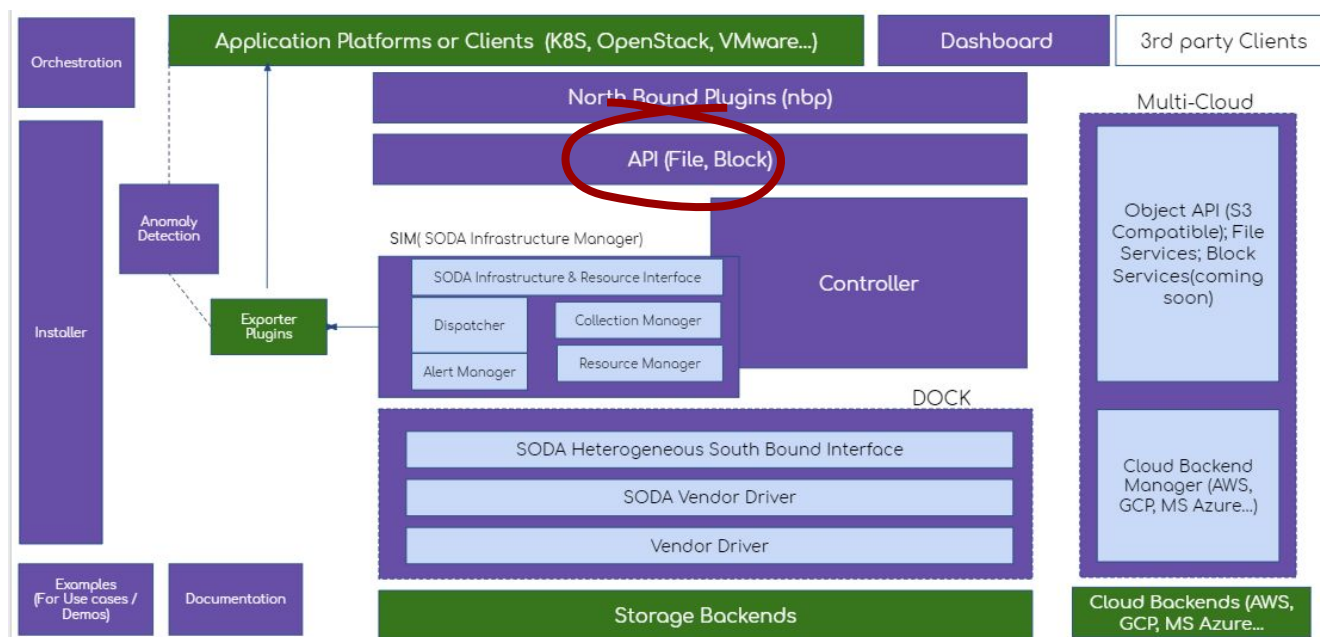 Orchestration
Application Platforms or Clients (K8S, OpenStack, VMware...)
Dashboard
3rd party Clients
North Bound Plugins (nbp)
API (File, Block)
Multi-Cloud
Object API (S3
Compatible); File
Services; Block
Services(coming
soon)
Installer
Anomaly
Detection
Exporter
Plugins
SIM( SODA Infrastructure Manager)
SODA Infrastructure & Resource Interface
Dispatcher
Collection Manager
Alert Manager
Resource Manager
Controller
DOCK
SODA Heterogeneous South Bound Interface
SODA Vendor Driver
Vendor Driver
Cloud Backend
Manager (AWS,
GCP, MS Azure...)
Examples
(For Use cases /
Demos)
Documentation
Storage Backends
Cloud Backends (AWS,
GCP, MS Azure...